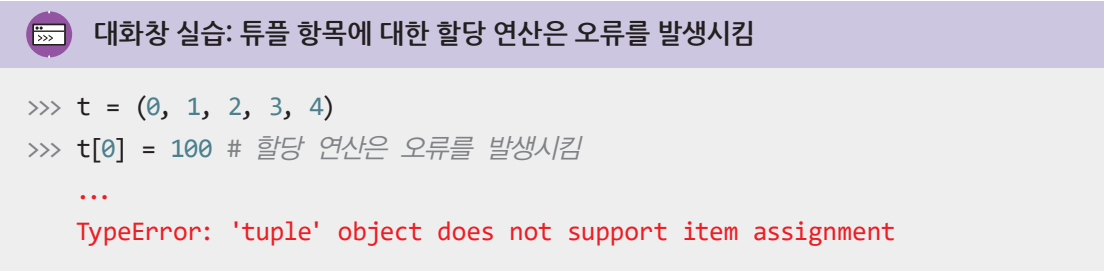 대화창 실습: 튜플 항목에 대한 할당 연산은 오류를 발생시킴
>>> t = (0, 1, 2, 3, 4)
>>> t[0] = 100 # 할당 연산은 오류를 발생시킴
...
TypeError: 'tuple' object does not support item assignment